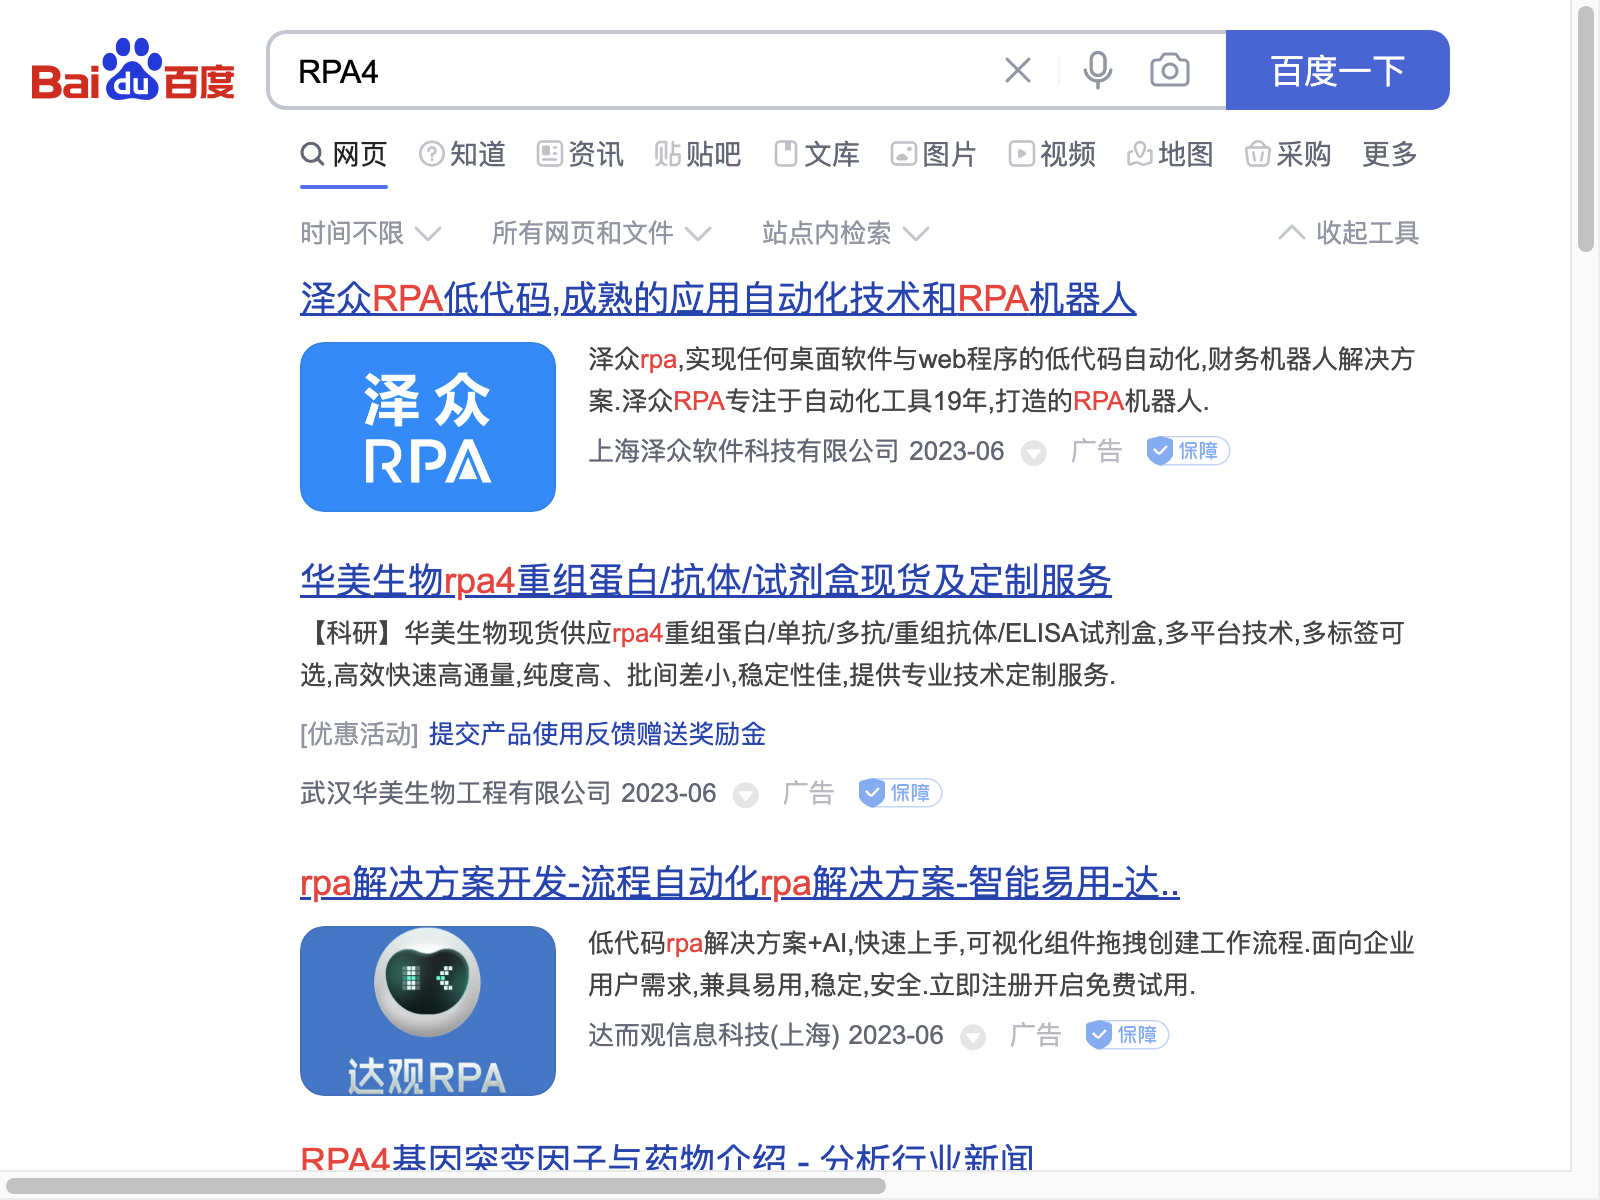 Bai du 百度
RPA4
百度一下
网页 知道 资讯 贴吧 文库 图片 视频 地图 采购 更多
时间不限 所有网页和文件 站点内检索 收起工具
泽众RPA低代码,成熟的应用自动化技术和RPA机器人
泽众
RPA
泽众rpa,实现任何桌面软件与web程序的低代码自动化,财务机器人解决方
案.泽众RPA专注于自动化工具19年,打造的RPA机器人.
上海泽众软件科技有限公司 2023-06 广告 保障
华美生物rpa4重组蛋白/抗体/试剂盒现货及定制服务
【科研】华美生物现货供应rpa4重组蛋白/单抗/多抗/重组抗体/ELISA试剂盒,多平台技术,多标签可
选,高效快速高通量,纯度高、批间差小,稳定性佳,提供专业技术定制服务.
[优惠活动] 提交产品使用反馈赠送奖励金
武汉华美生物工程有限公司 2023-06 广告 保障
rpa解决方案开发-流程自动化rpa解决方案-智能易用-达..
达观RPA
低代码rpa解决方案+AI,快速上手,可视化组件拖拽创建工作流程.面向企业
用户需求,兼具易用,稳定,安全.立即注册开启免费试用.
达而观信息科技(上海) 2023-06 广告 保障
RPA4基因突变因子与药物介绍 - 分析行业新闻